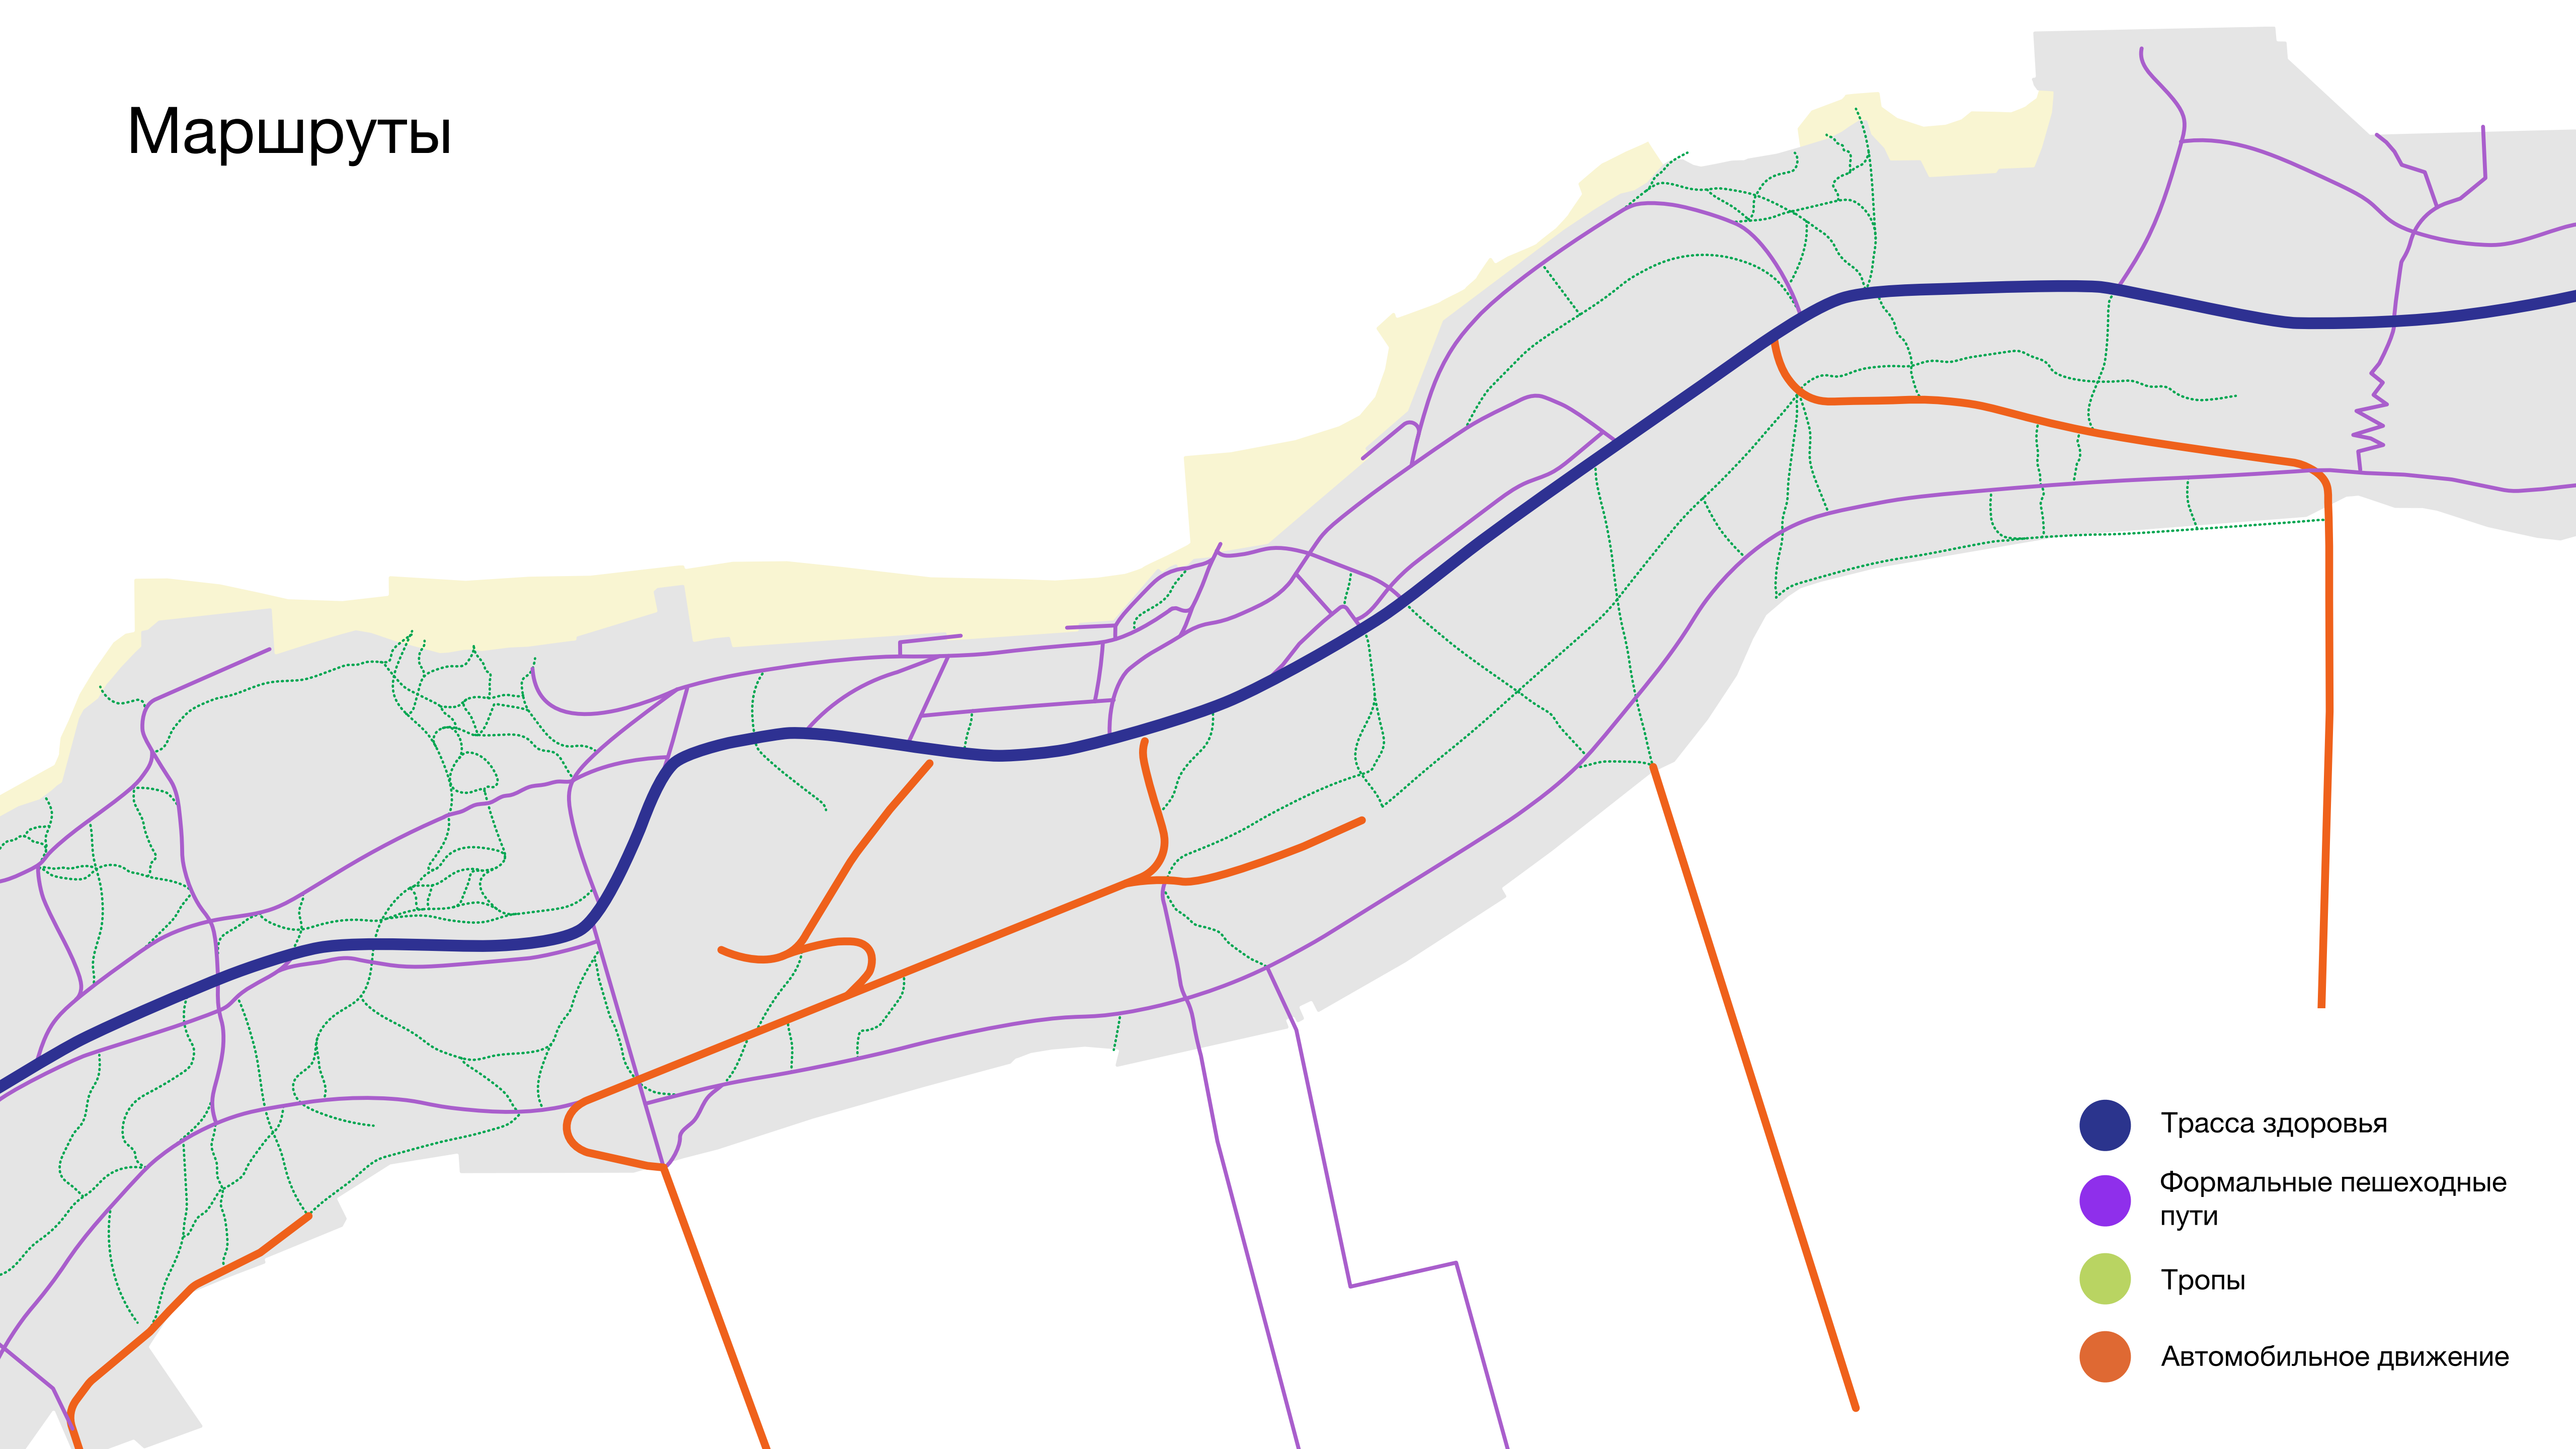 Маршруты
Трасса здоровья
Формальные пешеходные
пути
Тропы
Автомобильное движение